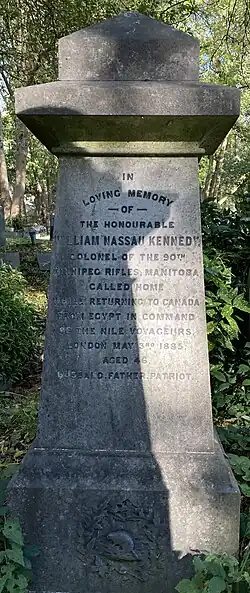 IN
LOVING MEMORY
— OF —
THE HONOURABLE
WILLIAM NASSAU KENNEDY
COLONEL OF THE 90TH
WINNIPEG RIFLES, MANITOBA
CALLED HOME
WHILE RETURNING TO CANADA
FROM EGYPT IN COMMAND
OF THE NILE VOYAGEURS,
LONDON MAY 3RD 1885.
AGED 46.
HUSBAND. FATHER. PATRIOT.